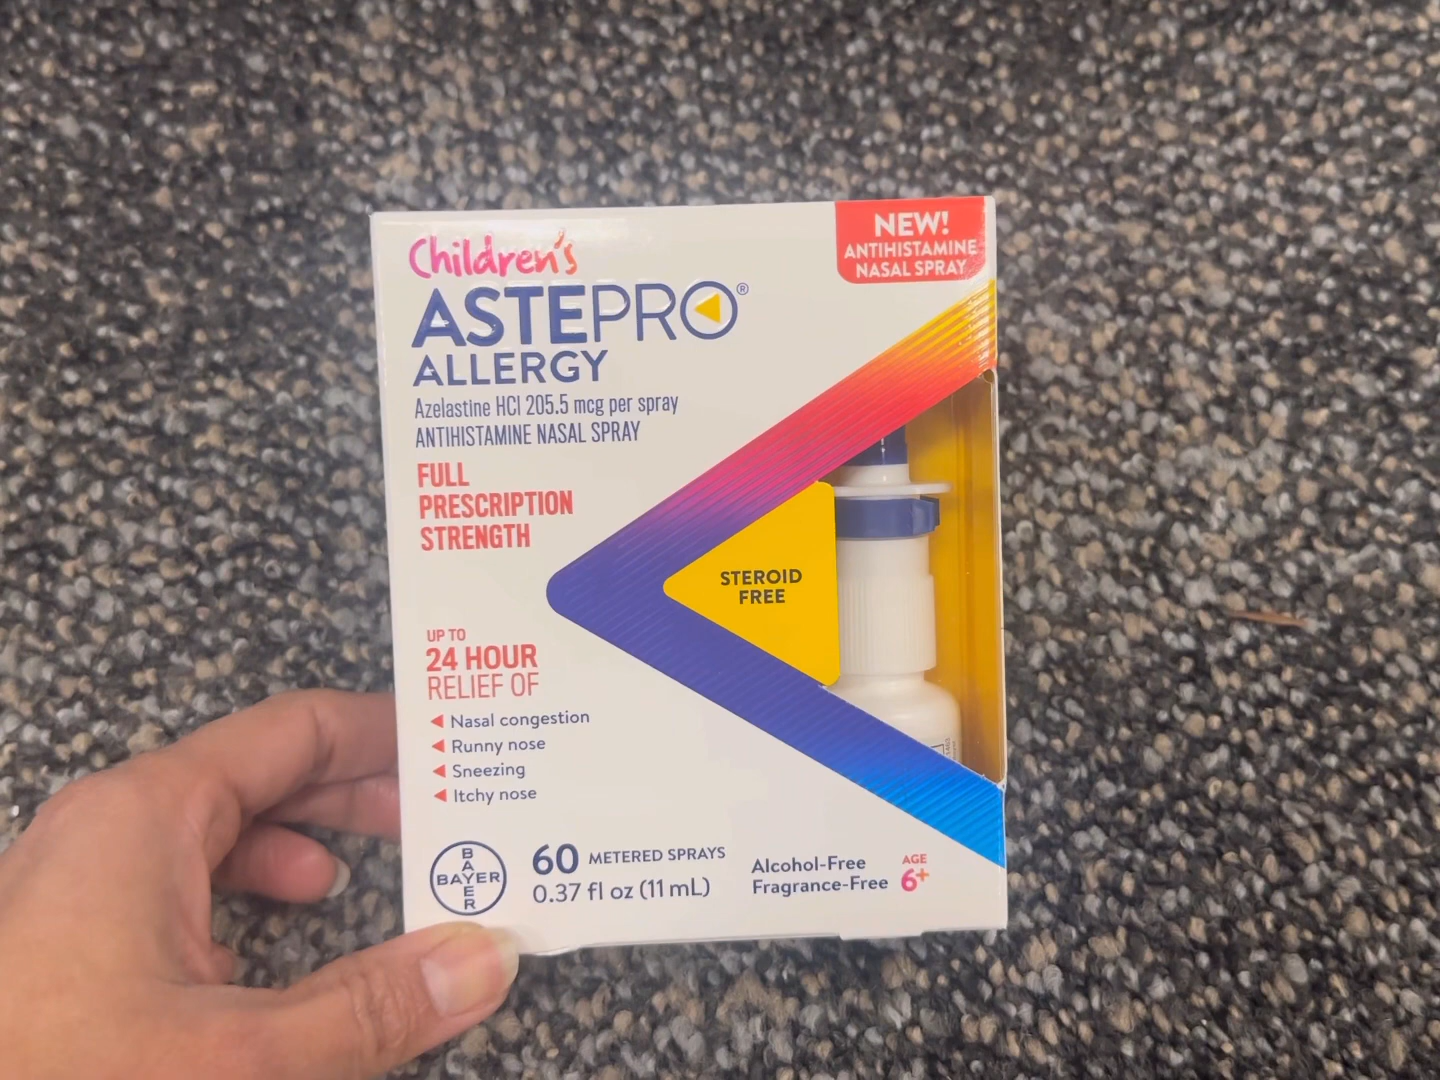 Children's
NEW!
ANTIHISTAMINE
NASAL SPRAY
ASTEPRO®
ALLERGY
Azelastine HCl 205.5 mcg per spray
ANTIHISTAMINE NASAL SPRAY
FULL
PRESCRIPTION
STRENGTH
STEROID
FREE
UP TO
24 HOUR
RELIEF OF
Nasal congestion
Runny nose
Sneezing
Itchy nose
BAYER
BAYER
60 METERED SPRAYS
0.37 fl oz (11 mL)
Alcohol-Free
Fragrance-Free
AGE
6+